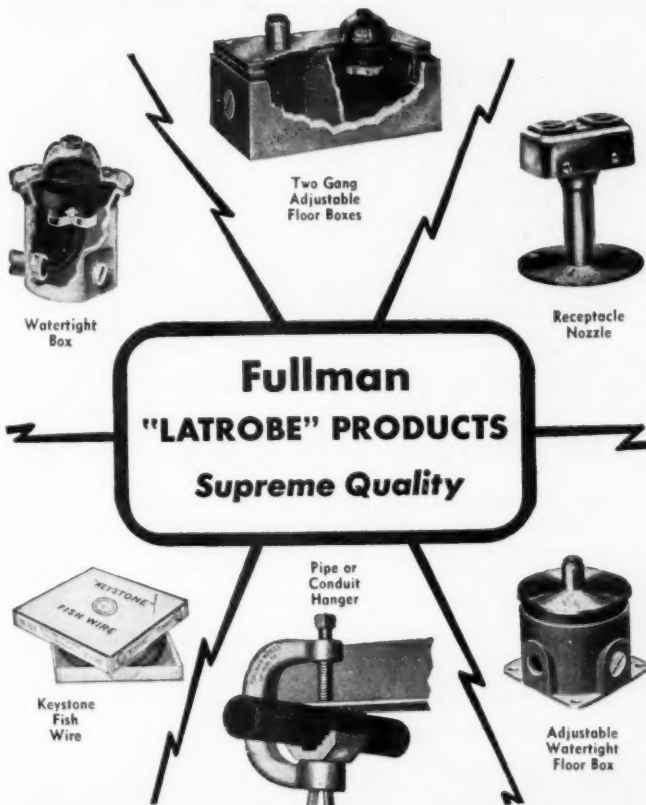 Two Gang
Adjustable
Floor Boxes
Watertight
Box
Receptacle
Nozzle
Fullman
"LATROBE" PRODUCTS
Supreme Quality
"KEYSTONE"
FISH WIRE
Keystone
Fish
Wire
Pipe or
Conduit
Hanger
Adjustable
Watertight
Floor Box